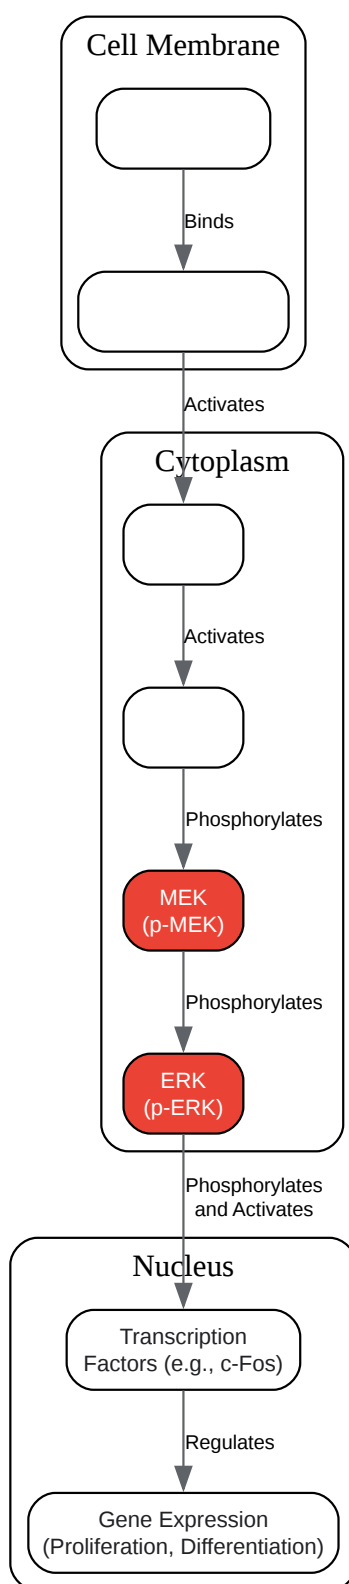 Cell Membrane
Binds
Activates
Cytoplasm
Activates
Phosphorylates
MEK
(p-MEK)
Phosphorylates
ERK
(p-ERK)
Phosphorylates
and Activates
Nucleus
Transcription
Factors (e.g., c-Fos)
Regulates
Gene Expression
(Proliferation, Differentiation)